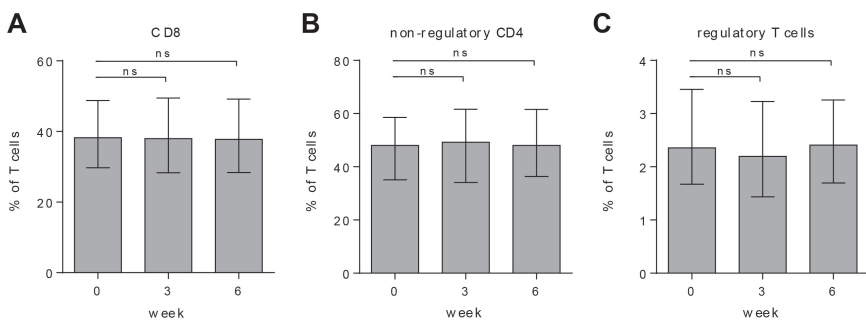 A
CD8
ns
ns
60
40
20
0
% of T cells
0 3 6
week
B
non-regulatory CD4
ns
ns
80
60
40
20
0
% of T cells
0 3 6
week
C
regulatory T cells
ns
ns
4
3
2
1
0
% of T cells
0 3 6
week